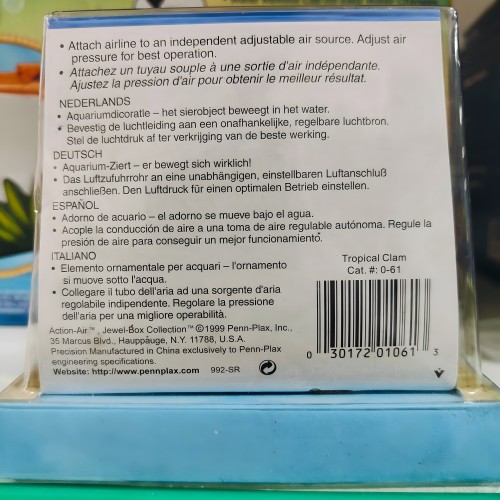 • Attach airline to an independent adjustable air source. Adjust air
pressure for best operation.
• Attachez un tuyau souple à une sortie d'air indépendante.
Ajustez la pression d'air pour obtenir le meilleur résultat.
NEDERLANDS
• Aquariumdicoratle – het sierobject beweegt in het water.
• Bevestig de luchtleiding aan een onafhankelijke, regelbare luchtbron.
Stel de luchtdruk af ter verkrijging van de beste werking.
DEUTSCH
• Aquarium-Ziert – er bewegt sich wirklich!
• Das Luftzufuhrrohr an eine unabhängigen, einstellbaren Luftanschluß
anschließen. Den Luftdruck für einen optimalen Betrieb einstellen.
ESPAÑOL
• Adorno de acuario – el adorno se mueve bajo el agua.
• Acople la conducción de aire a una toma de aire regulable autónoma. Regule la
presión de aire para conseguir un mejor funcionamiento.
ITALIANO
• Elemento ornamentale per acquari – l'ornamento
si muove sotto l'acqua.
• Collegare il tubo dell'aria ad una sorgente d'aria
regolabile indipendente. Regolare la pressione
dell'aria per una migliore operabilità.
Tropical Clam
Cat. #: 0-61
Action-Air™, Jewel-Box Collection™ ©1999 Penn-Plax, Inc.,
35 Marcus Blvd., Hauppauge, N.Y. 11788, U.S.A.
Precision Manufactured in China exclusively to Penn-Plax
engineering specifications.
Website: http://www.pennplax.com 992-SR
0 30172 01061 3